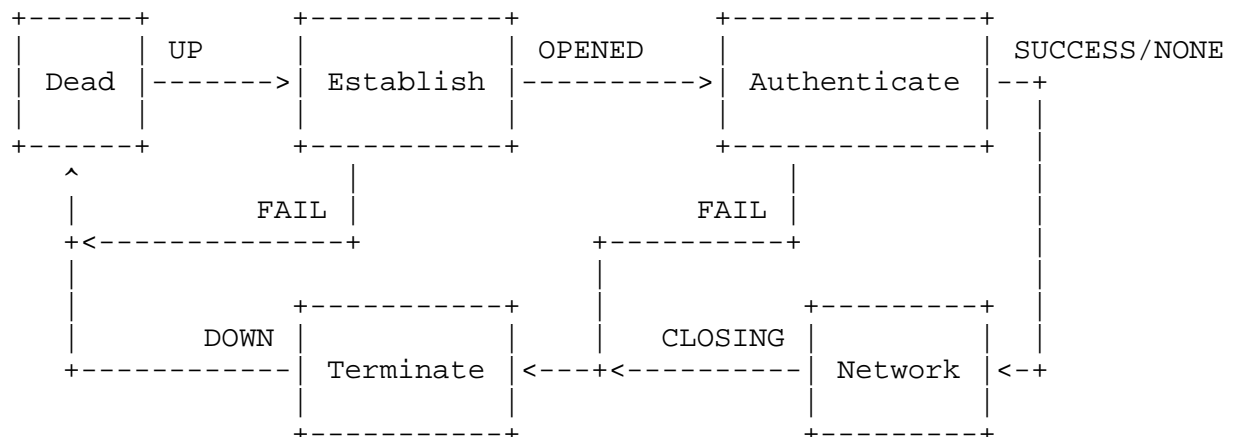 UP OPENED SUCCESS/NONE
Dead Establish Authenticate
FAIL FAIL
DOWN CLOSING
Terminate Network